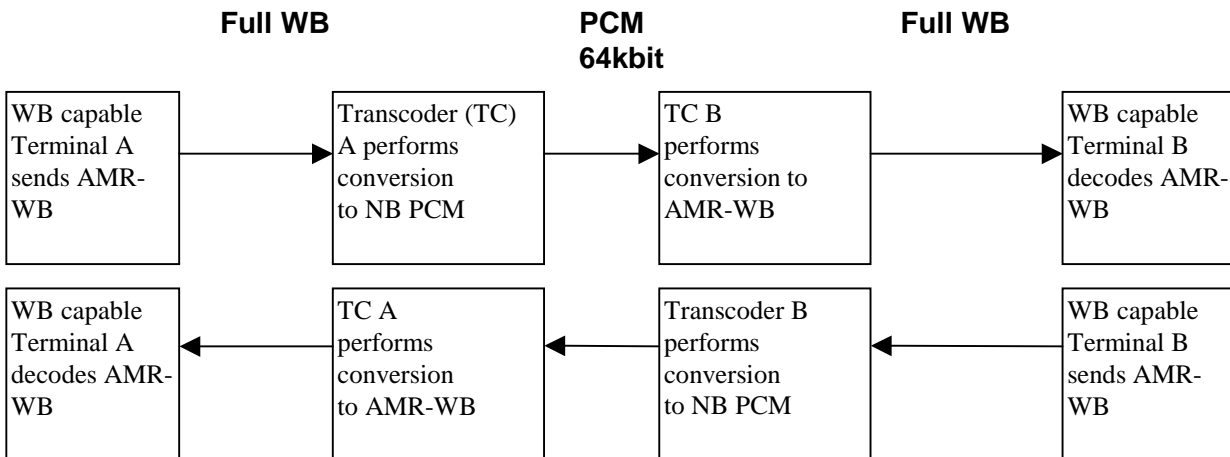 Full WB
PCM
64kbit
Full WB
WB capable
Terminal A
sends AMR-
WB
Transcoder (TC)
A performs
conversion
to NB PCM
TC B
performs
conversion to
AMR-WB
WB capable
Terminal B
decodes AMR-
WB
WB capable
Terminal A
decodes AMR-
WB
TC A
performs
conversion
to AMR-WB
Transcoder B
performs
conversion
to NB PCM
WB capable
Terminal B
sends AMR-
WB